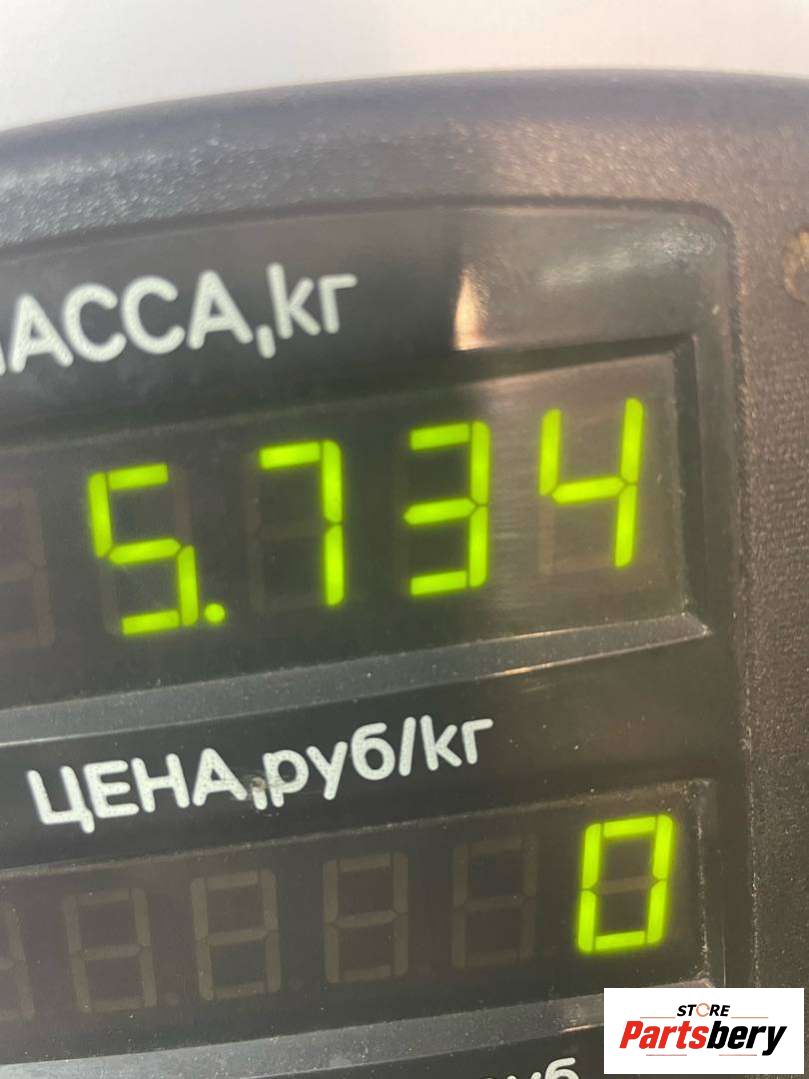 МАССА,кг
5.734
ЦЕНА,руб/кг
0
STORE
Partsbery